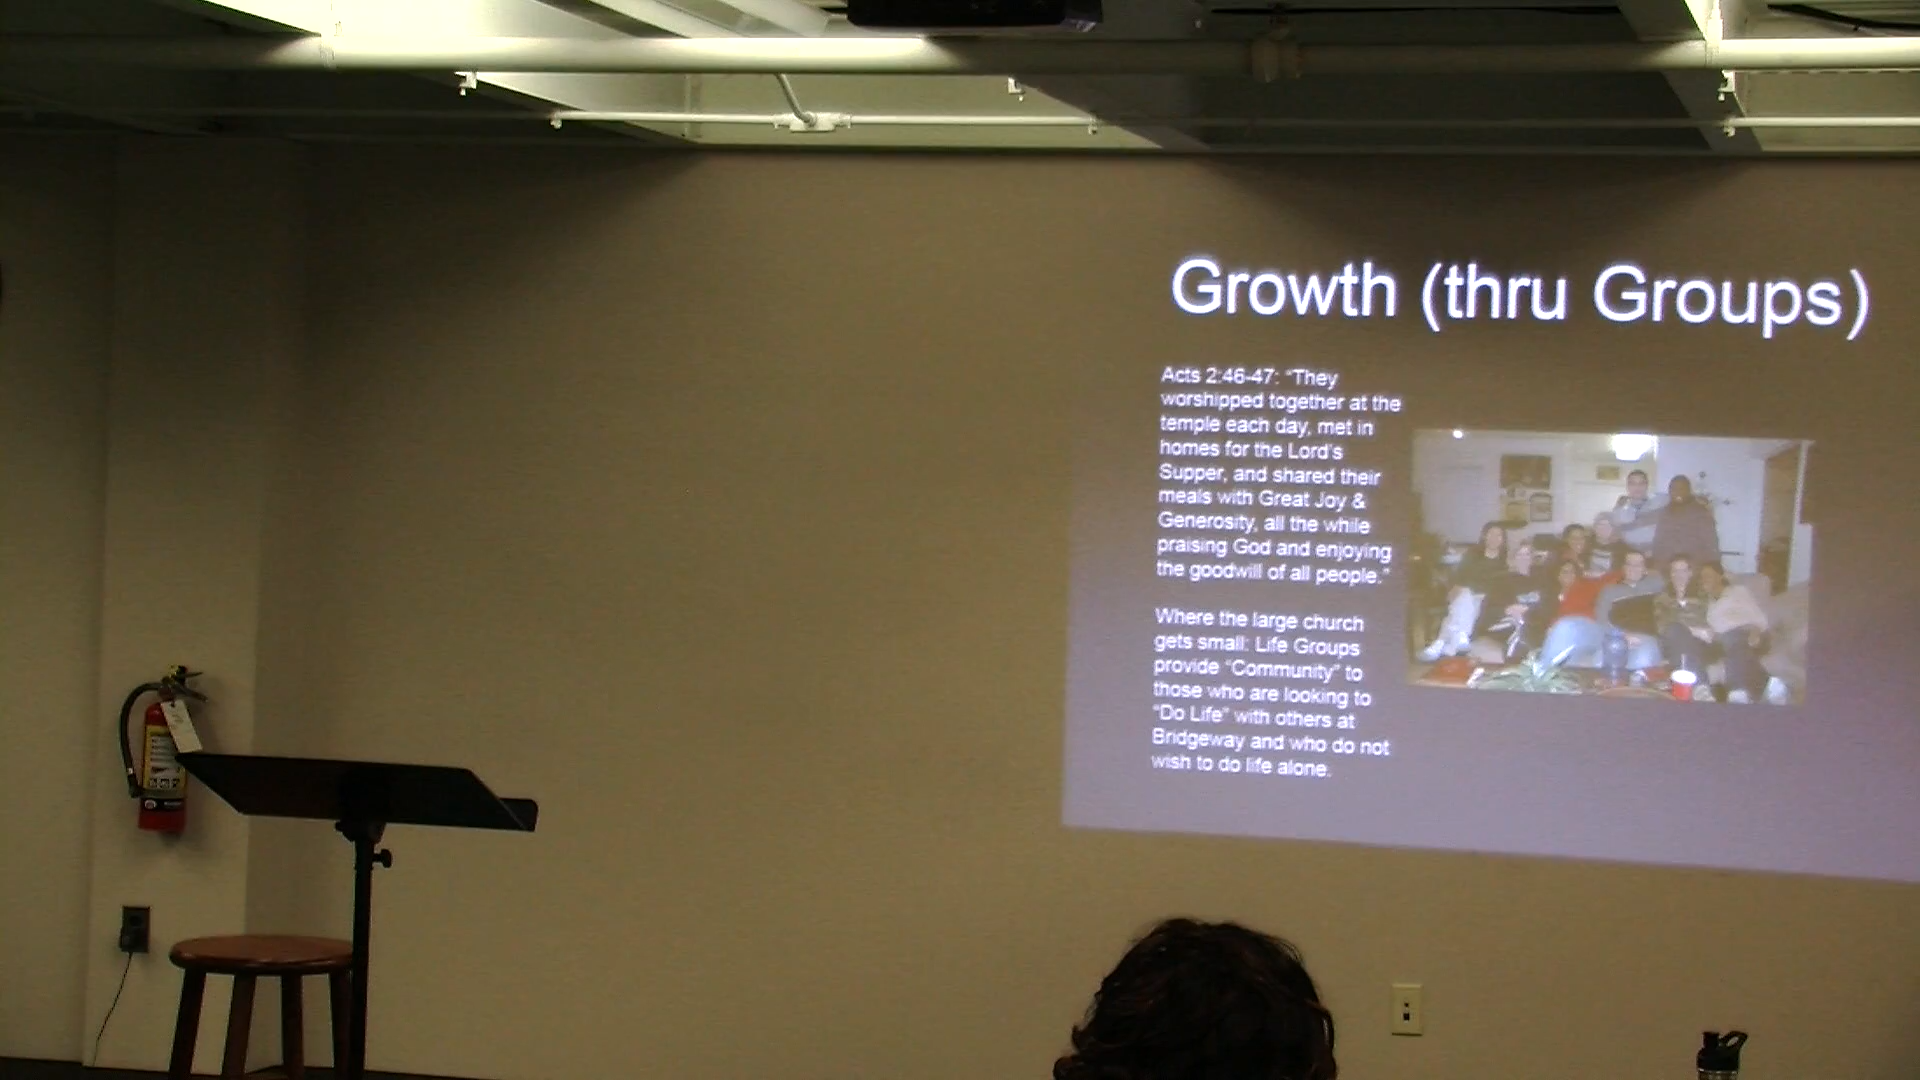 Growth (thru Groups)
Acts 2:46-47: “They
worshipped together at the
temple each day, met in
homes for the Lord's
Supper, and shared their
meals with Great Joy &
Generosity, all the while
praising God and enjoying
the goodwill of all people.”
Where the large church
gets small: Life Groups
provide “Community” to
those who are looking to
“Do Life” with others at
Bridgeway and who do not
wish to do life alone.